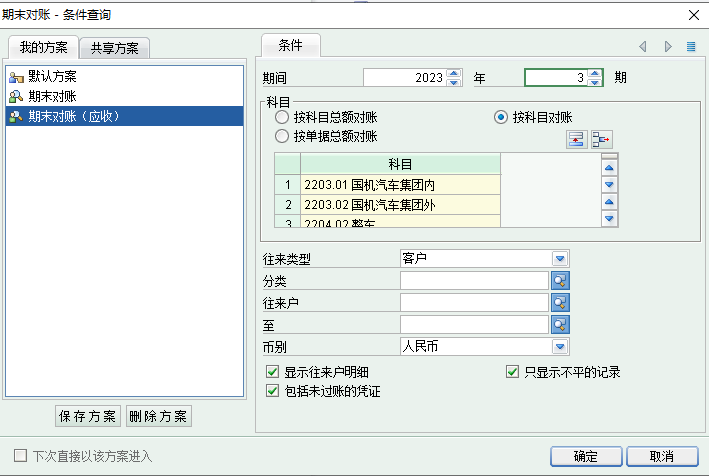 期末对账 - 条件查询
我的方案 共享方案
默认方案
期末对账
期末对账（应收）
保存方案 删除方案
条件
期间 2023 年 3 期
科目
按科目总额对账 按科目对账
按单据总额对账
科目
1 2203.01 国机汽车集团内
2 2203.02 国机汽车集团外
3 2204.02 整车
往来类型 客户
分类
往来户
至
币别 人民币
显示往来户明细 只显示不平的记录
包括未过账的凭证
下次直接以该方案进入 确定 取消